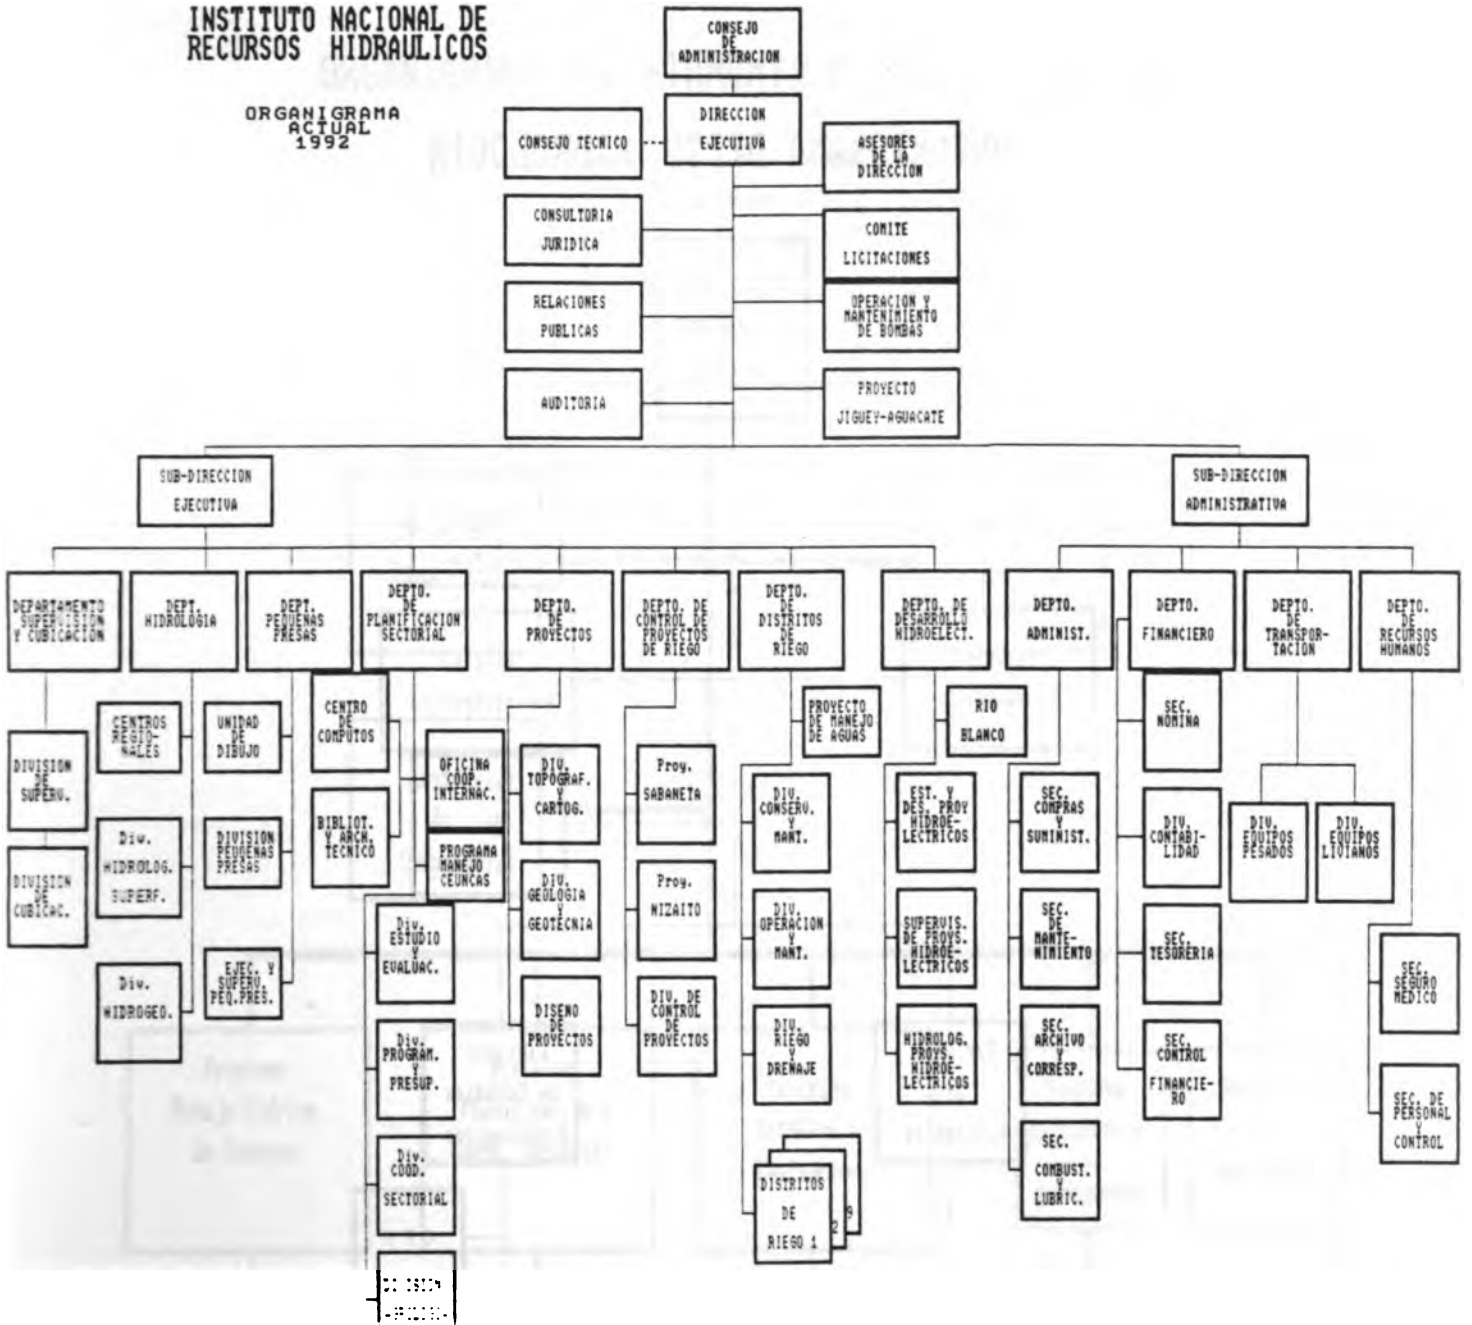 INSTITUTO NACIONAL DE
RECURSOS HIDRAULICOS
ORGANIGRAMA
ACTUAL
1992
CONSEJO
DE
ADMINISTRACION
DIRECCION
EJECUTIVA
CONSEJO TECNICO
ASESORES
DE LA
DIRECCION
CONSULTORIA
JURIDICA
COMITE
LICITACIONES
RELACIONES
PUBLICAS
OPERACION Y
MANTENIMIENTO
DE BOMBAS
AUDITORIA
PROYECTO
JIGUEY-AGUACATE
SUB-DIRECCION
EJECUTIVA
SUB-DIRECCION
ADMINISTRATIVA
DEPARTAMENTO
SUPERVISION
Y CUBICACION
DEPT.
HIDROLOGIA
DEPT.
PEQUENAS
PRESAS
DEPTO.
DE
PLANIFICACION
SECTORIAL
DEPTO.
DE
PROYECTOS
DEPTO. DE
CONTROL DE
PROYECTOS
DE RIEGO
DEPTO.
DE
DISTRITOS
DE
RIEGO
DEPTO. DE
DESARROLLO
HIDROELECT.
DEPTO.
ADMINIST.
DEPTO.
FINANCIERO
DEPTO.
DE
TRANSPOR-
TACION
DEPTO.
DE
RECURSOS
HUMANOS
DIVISION
DE
SUPERV.
DIVISION
DE
CUBICAC.
CENTROS
REGIO-
NALES
Div.
HIDROLOG.
SUPERF.
Div.
HIDROGEO.
UNIDAD
DE
DIBUJO
DIVISION
PEQUENAS
PRESAS
EJEC. Y
SUPERV.
PEQ.PRES.
CENTRO
DE
COMPUTOS
BIBLIOT.
Y ARCH.
TECNICO
OFICINA
COOP.
INTERNAC.
PROGRAMA
MANEJO
CEUNCAS
Div.
ESTUDIO
Y
EVALUAC.
Div.
PROGRAM.
Y
PRESUP.
Div.
COOD.
SECTORIAL
DIV.
TOPOGRAF.
Y
CARTOG.
DIV.
GEOLOGIA
Y
GEOTECNIA
DISENO
DE
PROYECTOS
Proy.
SABANETA
Proy.
NIZAITO
DIV. DE
CONTROL
DE
PROYECTOS
PROYECTO
DE MANEJO
DE AGUAS
DIV.
CONSERV.
Y
MANT.
DIV.
OPERACION
Y
MANT.
DIV.
RIEGO
Y
DRENAJE
DISTRITOS
DE
RIEGO 1
2
9
RIO
BLANCO
EST. Y
DES. PROY
HIDROE-
LECTRICOS
SUPERVIS.
DE PROYS.
HIDROE-
LECTRICOS
HIDROLOG.
PROYS.
HIDROE-
LECTRICOS
SEC.
COMPRAS
Y
SUMINIST.
SEC.
DE
MANTE-
NIMIENTO
SEC.
ARCHIVO
Y
CORRESP.
SEC.
COMBUST.
Y
LUBRIC.
SEC.
NOMINA
DIV.
CONTABI-
LIDAD
SEC.
TESORERIA
SEC.
CONTROL
FINANCIE-
RO
DIV.
EQUIPOS
PESADOS
DIV.
EQUIPOS
LIVIANOS
SEC.
SEGURO
MEDICO
SEC. DE
PERSONAL
Y
CONTROL